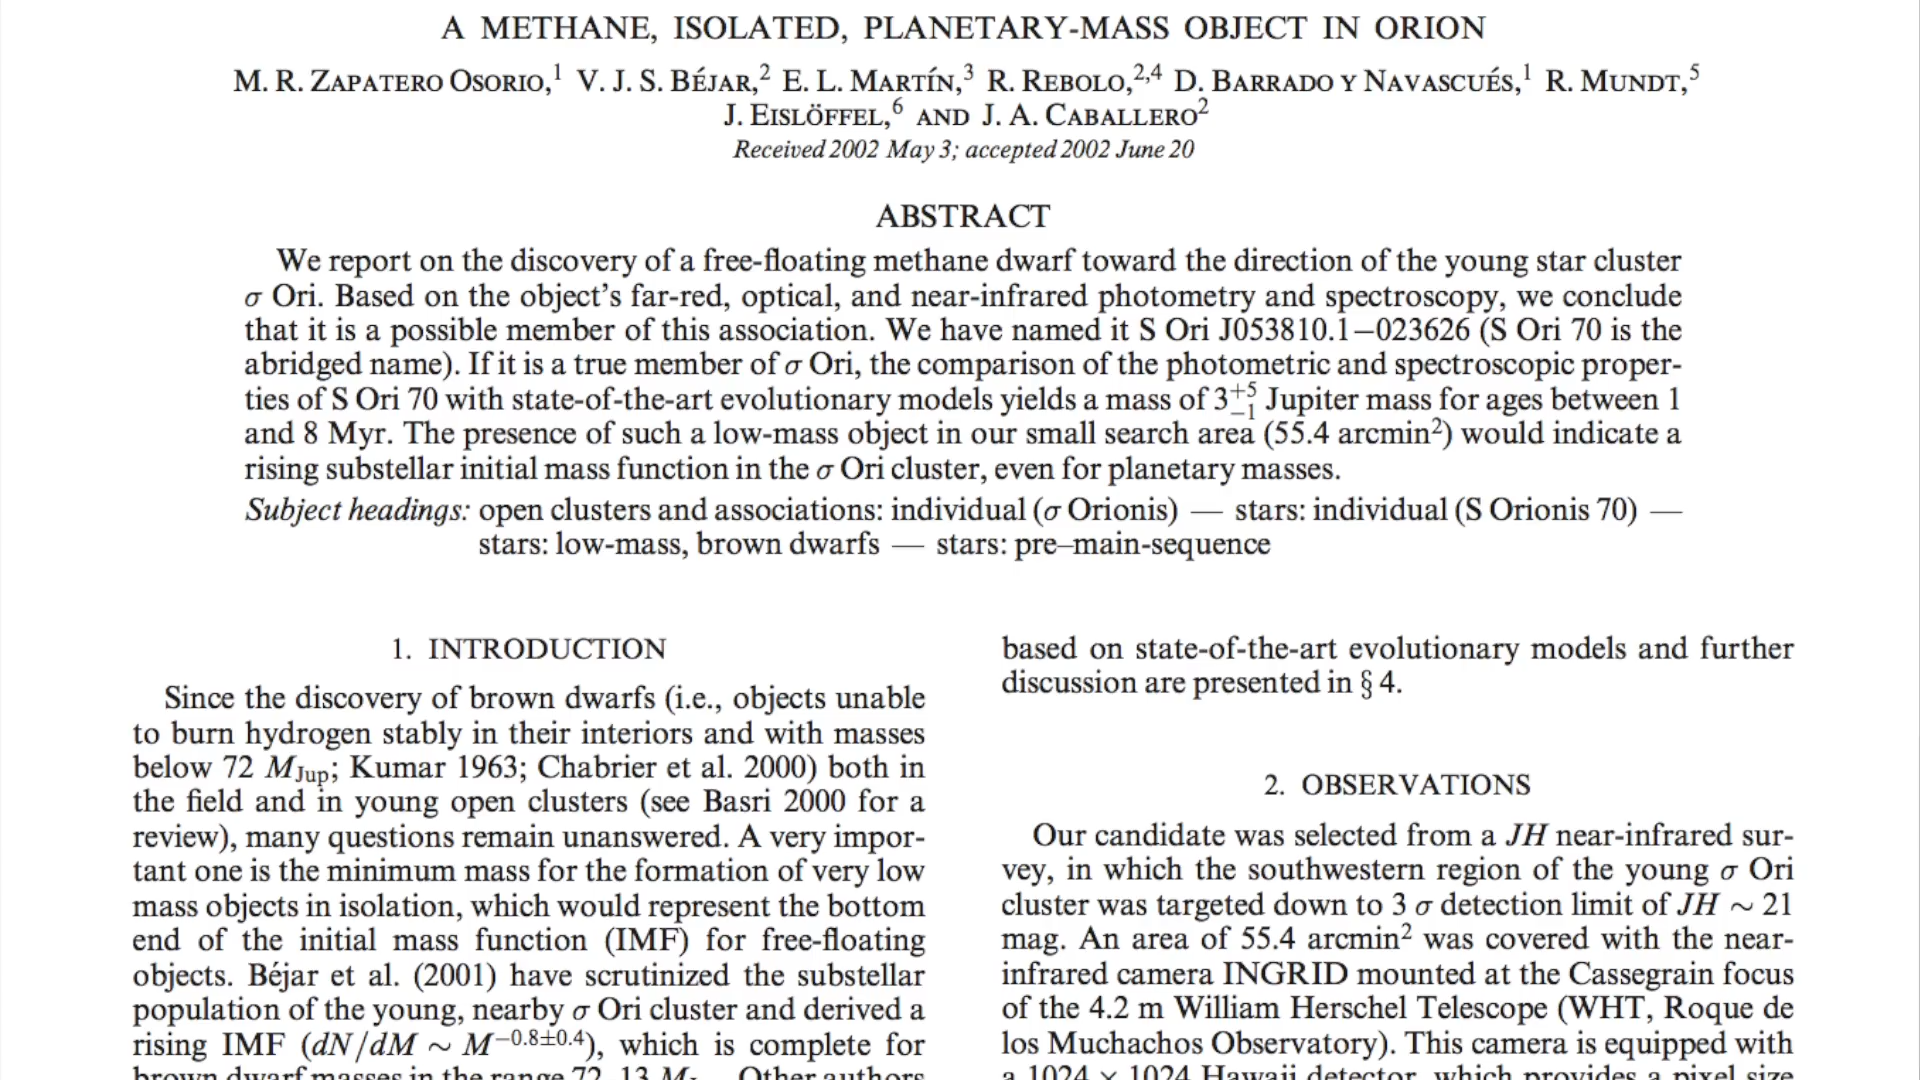 A METHANE, ISOLATED, PLANETARY-MASS OBJECT IN ORION
M. R. Zapatero Osorio,1 V. J. S. Béjar,2 E. L. Martín,3 R. Rebolo,2,4 D. Barrado y Navascués,1 R. Mundt,5
J. Eislöffel,6 and J. A. Caballero2
Received 2002 May 3; accepted 2002 June 20
ABSTRACT
We report on the discovery of a free-floating methane dwarf toward the direction of the young star cluster
σ Ori. Based on the object's far-red, optical, and near-infrared photometry and spectroscopy, we conclude
that it is a possible member of this association. We have named it S Ori J053810.1−023626 (S Ori 70 is the
abridged name). If it is a true member of σ Ori, the comparison of the photometric and spectroscopic proper-
ties of S Ori 70 with state-of-the-art evolutionary models yields a mass of 3+5−1 Jupiter mass for ages between 1
and 8 Myr. The presence of such a low-mass object in our small search area (55.4 arcmin2) would indicate a
rising substellar initial mass function in the σ Ori cluster, even for planetary masses.
Subject headings: open clusters and associations: individual (σ Orionis) — stars: individual (S Orionis 70) —
stars: low-mass, brown dwarfs — stars: pre–main-sequence
1. INTRODUCTION
Since the discovery of brown dwarfs (i.e., objects unable
to burn hydrogen stably in their interiors and with masses
below 72 MJup; Kumar 1963; Chabrier et al. 2000) both in
the field and in young open clusters (see Basri 2000 for a
review), many questions remain unanswered. A very impor-
tant one is the minimum mass for the formation of very low
mass objects in isolation, which would represent the bottom
end of the initial mass function (IMF) for free-floating
objects. Béjar et al. (2001) have scrutinized the substellar
population of the young, nearby σ Ori cluster and derived a
rising IMF (dN/dM ~ M−0.8±0.4), which is complete for
brown dwarf masses in the range 72–13 M Other authors
based on state-of-the-art evolutionary models and further
discussion are presented in § 4.
2. OBSERVATIONS
Our candidate was selected from a JH near-infrared sur-
vey, in which the southwestern region of the young σ Ori
cluster was targeted down to 3 σ detection limit of JH ~ 21
mag. An area of 55.4 arcmin2 was covered with the near-
infrared camera INGRID mounted at the Cassegrain focus
of the 4.2 m William Herschel Telescope (WHT, Roque de
los Muchachos Observatory). This camera is equipped with
a 1024 × 1024 Hawaii detector, which provides a pixel size